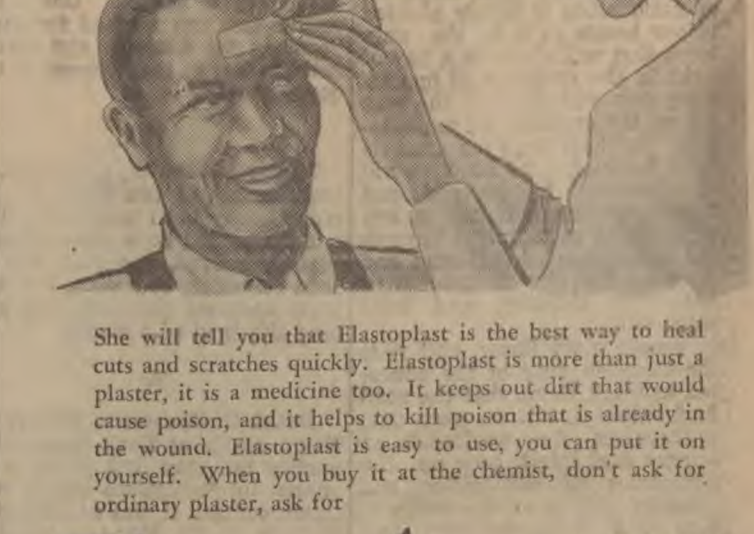 She will tell you that Elastoplast is the best way to heal
cuts and scratches quickly. Elastoplast is more than just a
plaster, it is a medicine too. It keeps out dirt that would
cause poison, and it helps to kill poison that is already in
the wound. Elastoplast is easy to use, you can put it on
yourself. When you buy it at the chemist, don't ask for
ordinary plaster, ask for